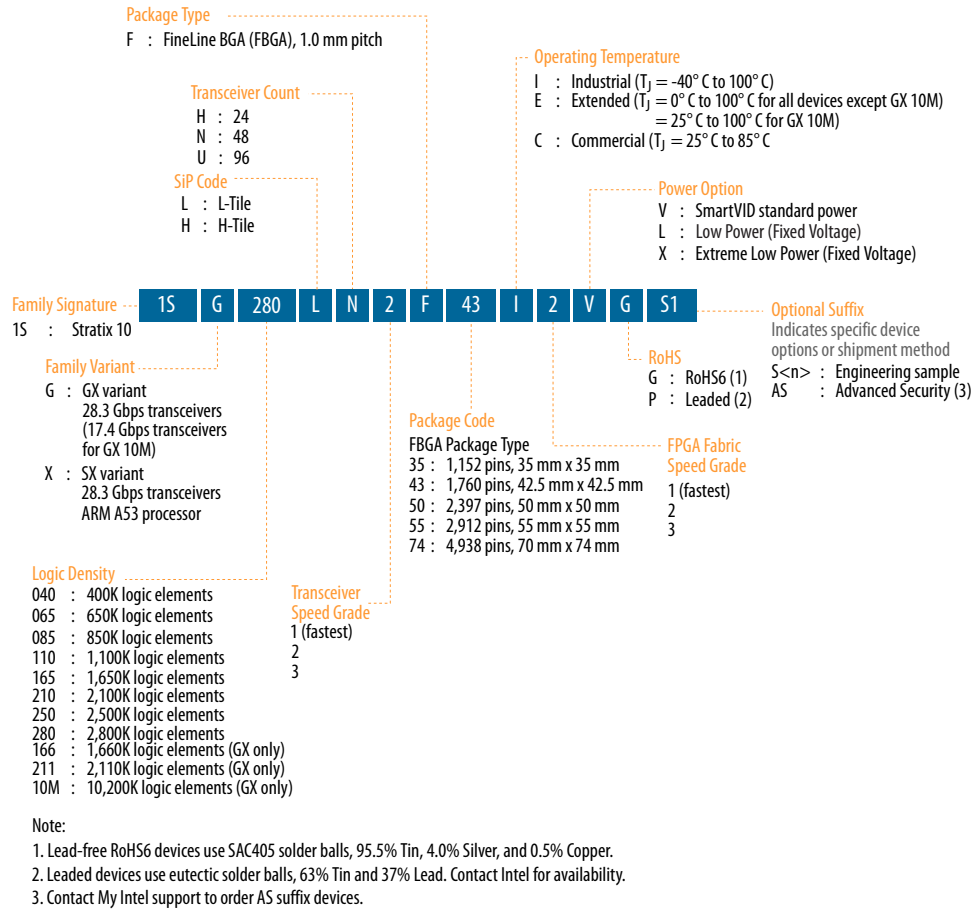 Package Type
F : FineLine BGA (FBGA), 1.0 mm pitch
Operating Temperature
I : Industrial (TJ = -40° C to 100° C)
E : Extended (TJ = 0° C to 100° C for all devices except GX 10M)
= 25° C to 100° C for GX 10M)
C : Commercial (TJ = 25° C to 85° C
Transceiver Count
H : 24
N : 48
U : 96
SiP Code
L : L-Tile
H : H-Tile
Power Option
V : SmartVID standard power
L : Low Power (Fixed Voltage)
X : Extreme Low Power (Fixed Voltage)
Family Signature
1S : Stratix 10
1S G 280 L N 2 F 43 I 2 V G S1
Optional Suffix
Indicates specific device
options or shipment method
S<n> : Engineering sample
AS : Advanced Security (3)
Family Variant
G : GX variant
28.3 Gbps transceivers
(17.4 Gbps transceivers
for GX 10M)
X : SX variant
28.3 Gbps transceivers
ARM A53 processor
RoHS
G : RoHS6 (1)
P : Leaded (2)
Package Code
FBGA Package Type
35 : 1,152 pins, 35 mm x 35 mm
43 : 1,760 pins, 42.5 mm x 42.5 mm
50 : 2,397 pins, 50 mm x 50 mm
55 : 2,912 pins, 55 mm x 55 mm
74 : 4,938 pins, 70 mm x 74 mm
FPGA Fabric
Speed Grade
1 (fastest)
2
3
Logic Density
040 : 400K logic elements
065 : 650K logic elements
085 : 850K logic elements
110 : 1,100K logic elements
165 : 1,650K logic elements
210 : 2,100K logic elements
250 : 2,500K logic elements
280 : 2,800K logic elements
166 : 1,660K logic elements (GX only)
211 : 2,110K logic elements (GX only)
10M : 10,200K logic elements (GX only)
Transceiver
Speed Grade
1 (fastest)
2
3
Note:
1. Lead-free RoHS6 devices use SAC405 solder balls, 95.5% Tin, 4.0% Silver, and 0.5% Copper.
2. Leaded devices use eutectic solder balls, 63% Tin and 37% Lead. Contact Intel for availability.
3. Contact My Intel support to order AS suffix devices.